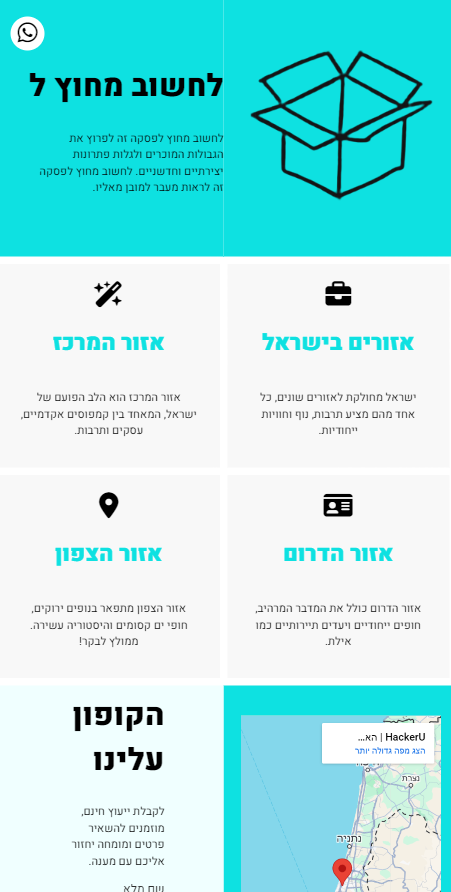 לחשוב מחוץ ל
לחשוב מחוץ לפסקה זה לפרוץ את
הגבולות המוכרים ולגלות פתרונות
יצירתיים וחדשניים. לחשוב מחוץ לפסקה
זה לראות מעבר למובן מאליו.
אזורים בישראל
ישראל מחולקת לאזורים שונים, כל
אחד מהם מציע תרבות, נוף וחוויות
ייחודיות.
אזור המרכז
אזור המרכז הוא הלב הפועם של
ישראל, המאחד בין קמפוסים אקדמיים,
עסקים ותרבות.
אזור הדרום
אזור הדרום כולל את המדבר המרהיב,
חופים ייחודיים ויעדים תיירותיים כמו
אילת.
אזור הצפון
אזור הצפון מתפאר בנופים ירוקים,
חופי ים קסומים והיסטוריה עשירה.
ממולץ לבקר!
HackerU | הא...
הצג מפה גדולה יותר
נצרת
נתניה
הקופון
עלינו
לקבלת ייעוץ חינם,
מוזמנים להשאיר
פרטים ומומחה יחזור
אליכם עם מענה.
שם מלא